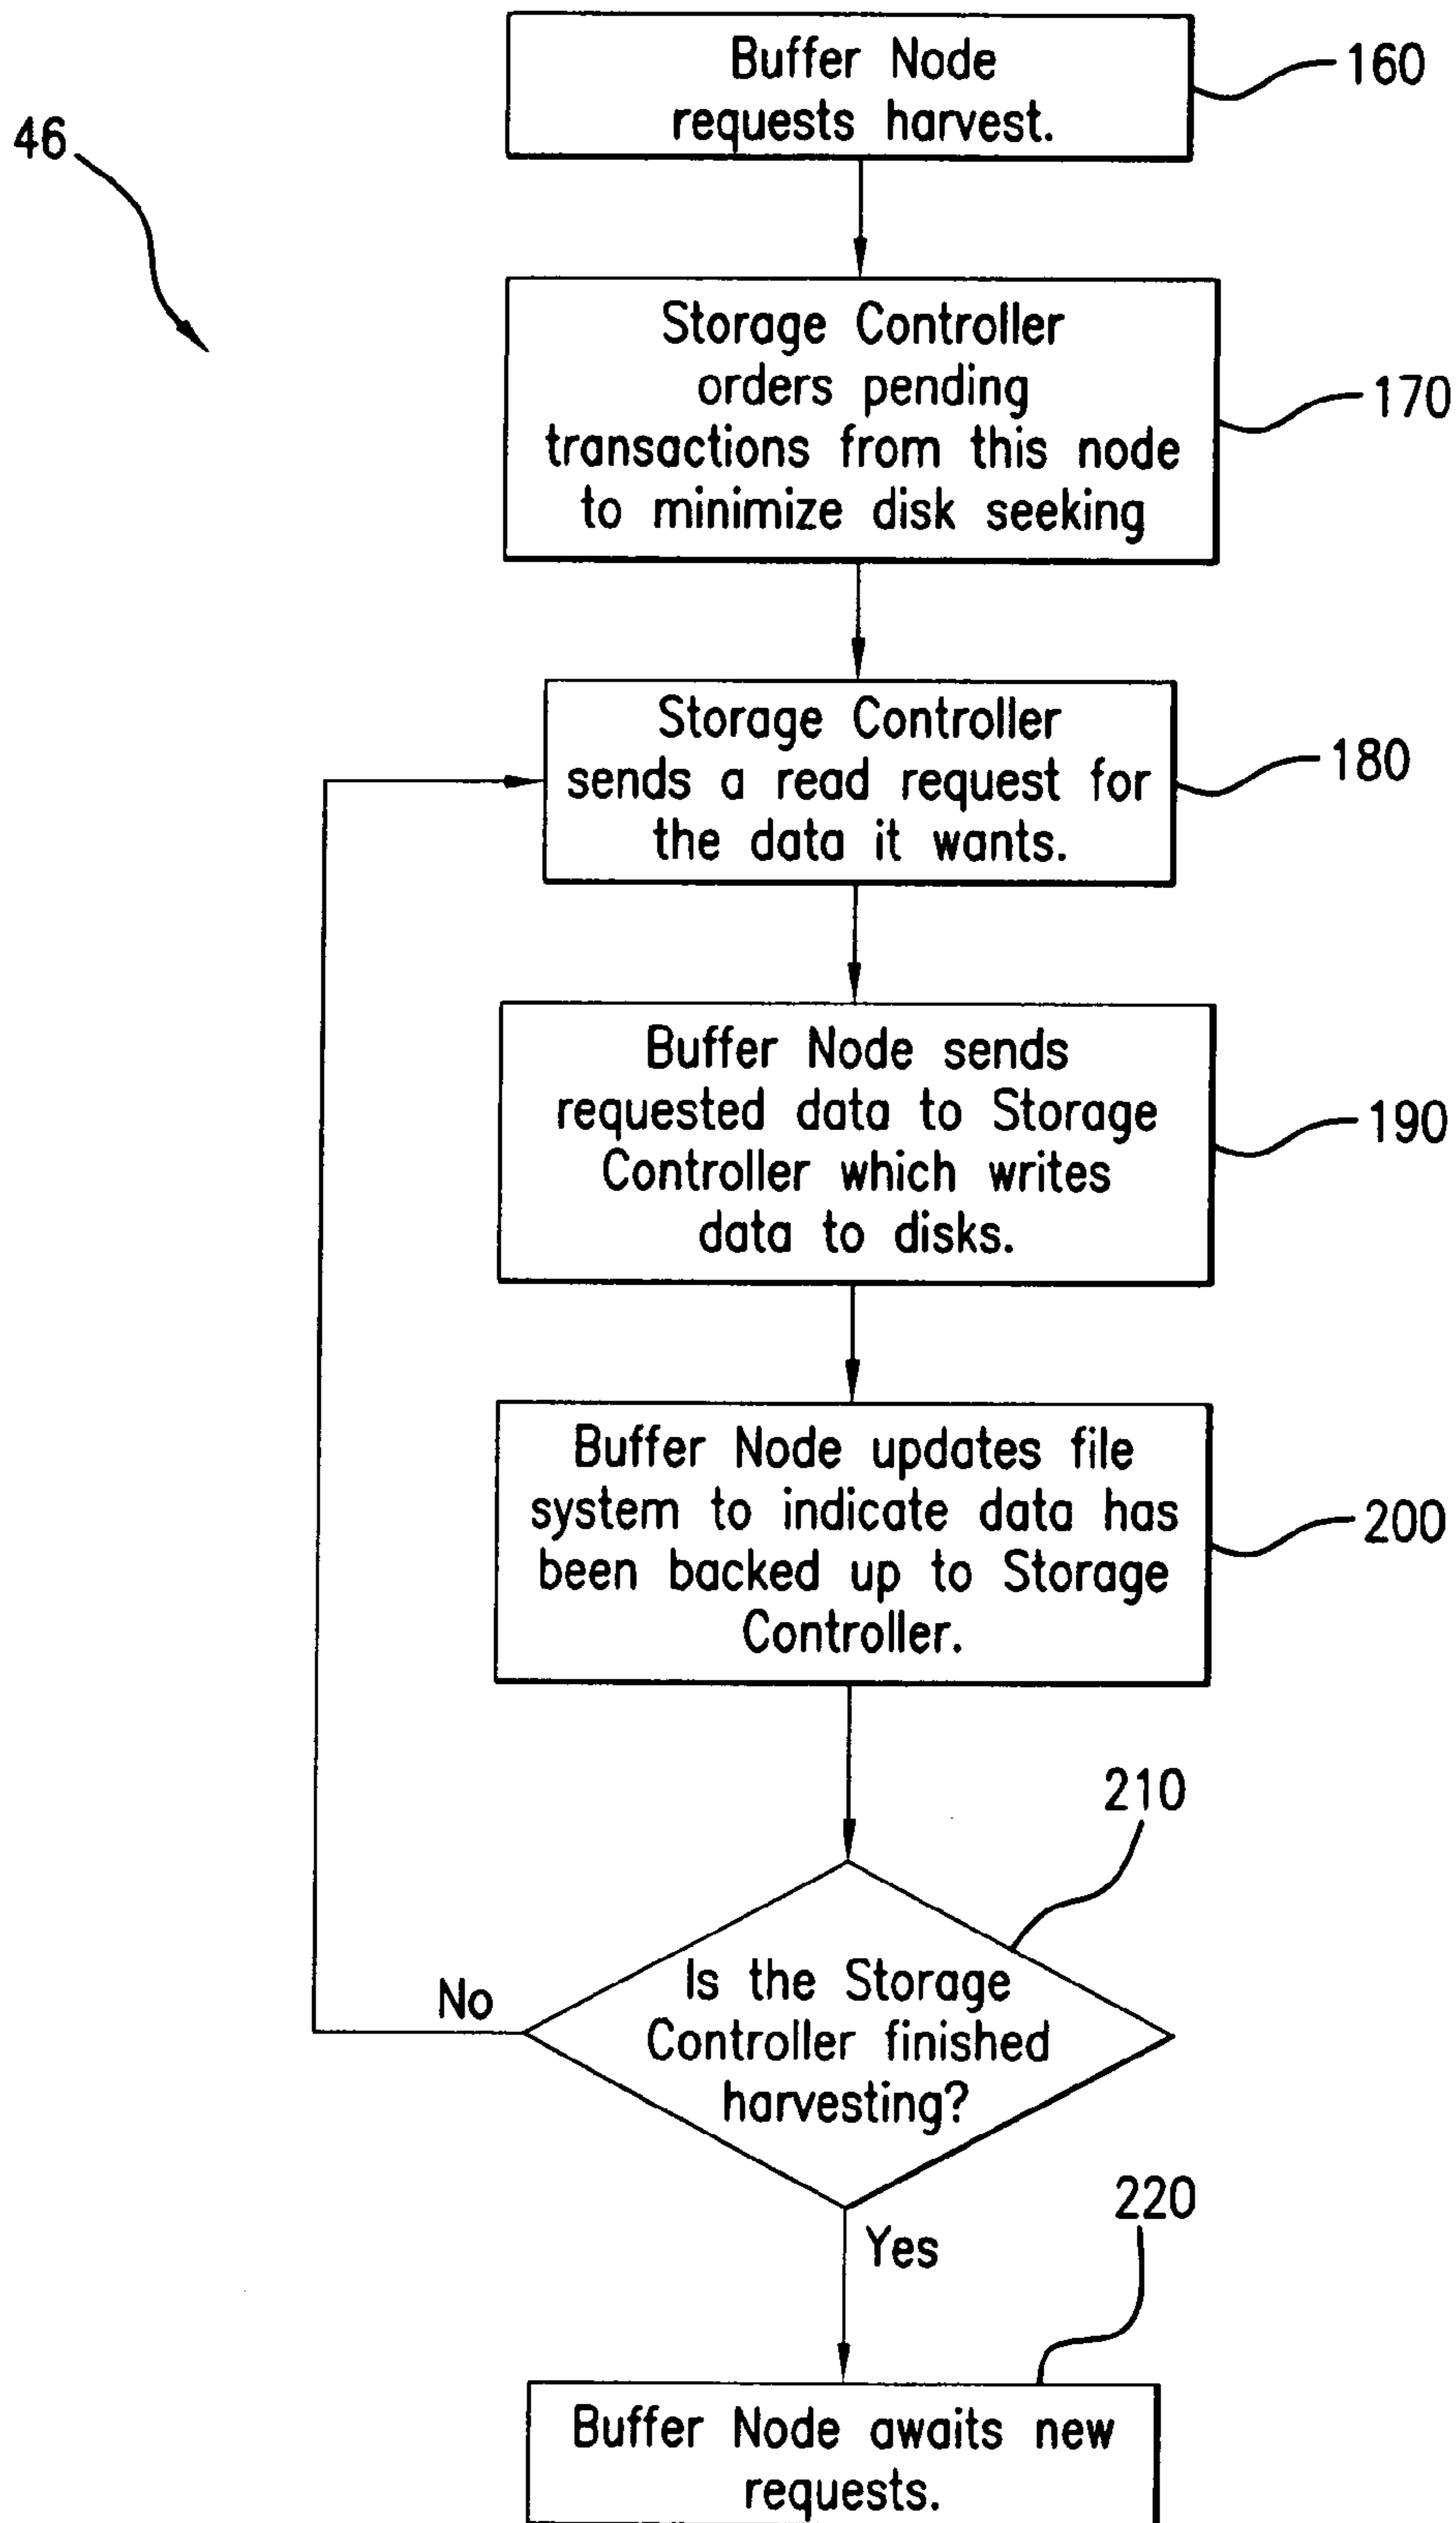 Buffer Node
requests harvest.
160
46
Storage Controller
orders pending
transactions from this node
to minimize disk seeking
170
Storage Controller
sends a read request for
the data it wants.
180
Buffer Node sends
requested data to Storage
Controller which writes
data to disks.
190
Buffer Node updates file
system to indicate data has
been backed up to Storage
Controller.
200
210
Is the Storage
Controller finished
harvesting?
No
Yes
220
Buffer Node awaits new
requests.